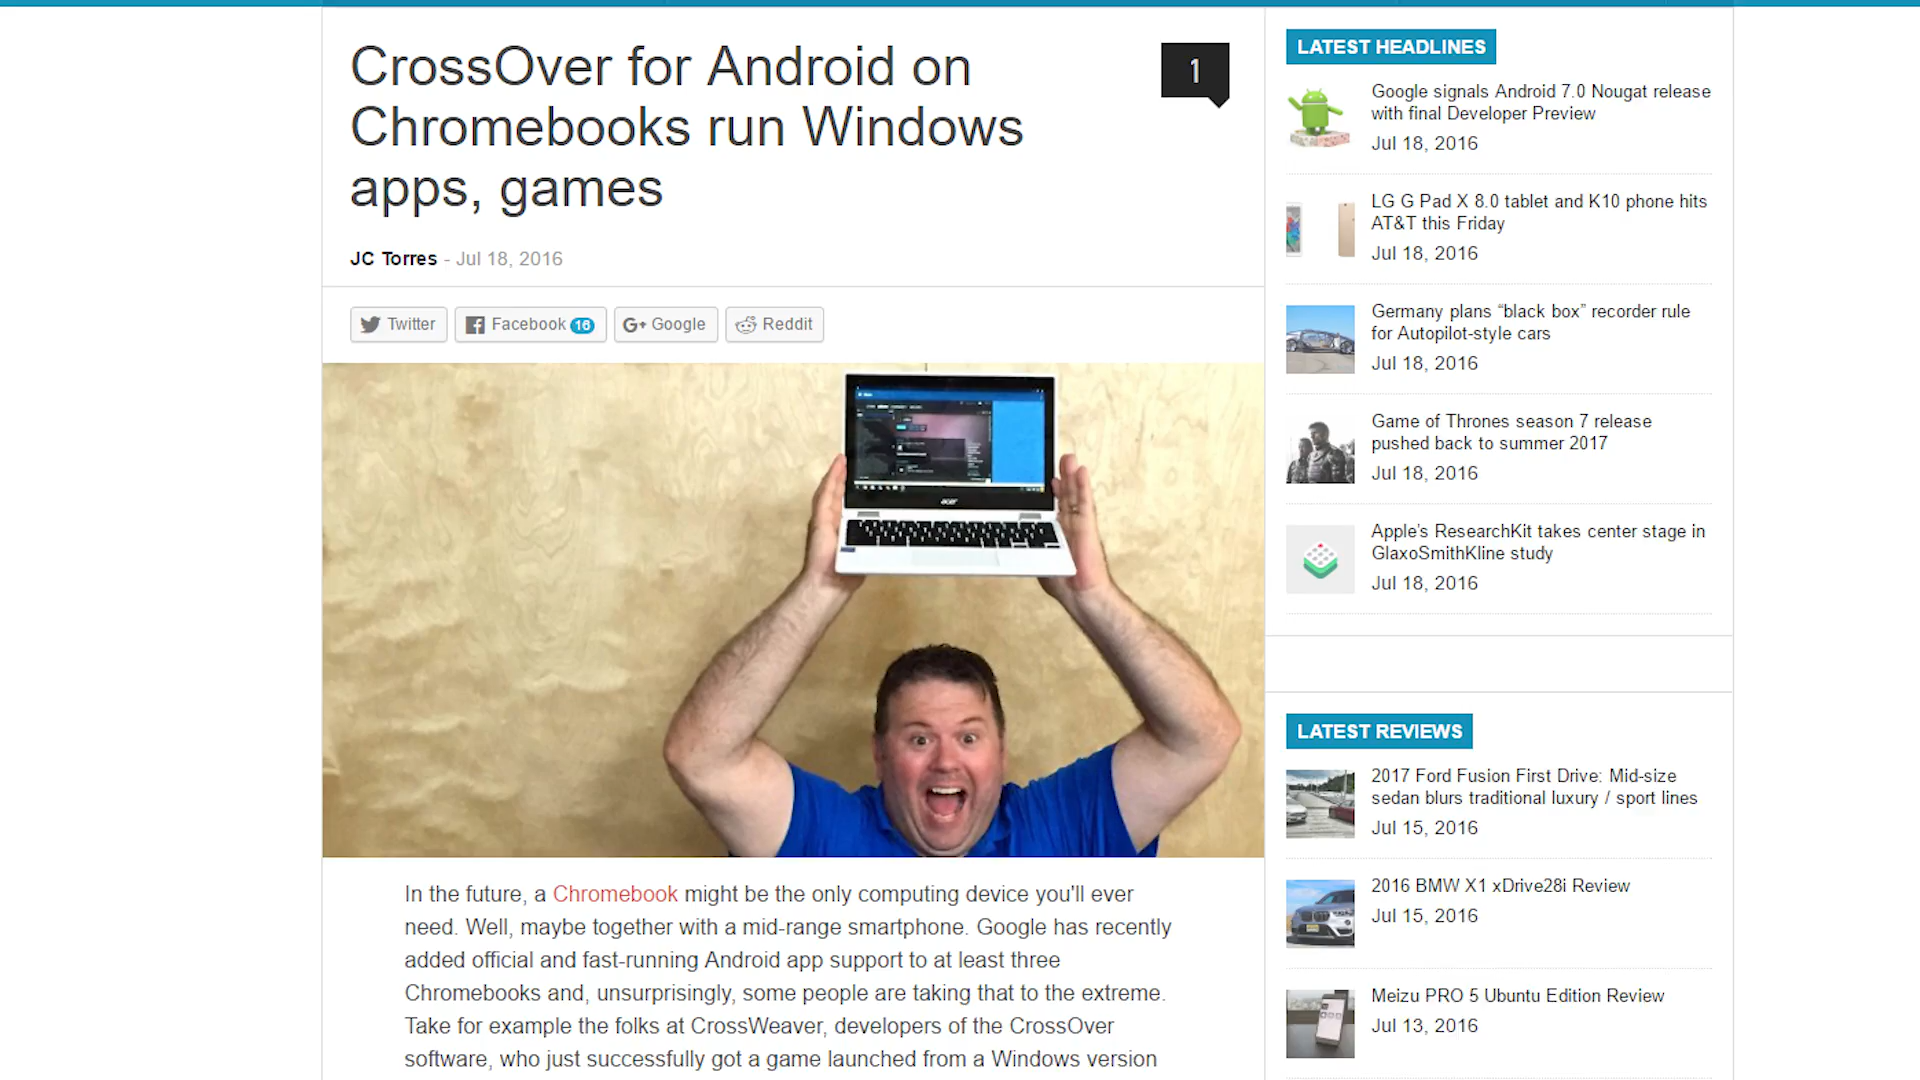 CrossOver for Android on
Chromebooks run Windows
apps, games
1
JC Torres - Jul 18, 2016
Twitter
Facebook 16
G+ Google
Reddit
acer
In the future, a Chromebook might be the only computing device you'll ever
need. Well, maybe together with a mid-range smartphone. Google has recently
added official and fast-running Android app support to at least three
Chromebooks and, unsurprisingly, some people are taking that to the extreme.
Take for example the folks at CrossWeaver, developers of the CrossOver
software, who just successfully got a game launched from a Windows version
LATEST HEADLINES
Google signals Android 7.0 Nougat release
with final Developer Preview
Jul 18, 2016
LG G Pad X 8.0 tablet and K10 phone hits
AT&T this Friday
Jul 18, 2016
Germany plans “black box” recorder rule
for Autopilot-style cars
Jul 18, 2016
Game of Thrones season 7 release
pushed back to summer 2017
Jul 18, 2016
Apple’s ResearchKit takes center stage in
GlaxoSmithKline study
Jul 18, 2016
LATEST REVIEWS
2017 Ford Fusion First Drive: Mid-size
sedan blurs traditional luxury / sport lines
Jul 15, 2016
2016 BMW X1 xDrive28i Review
Jul 15, 2016
Meizu PRO 5 Ubuntu Edition Review
Jul 13, 2016